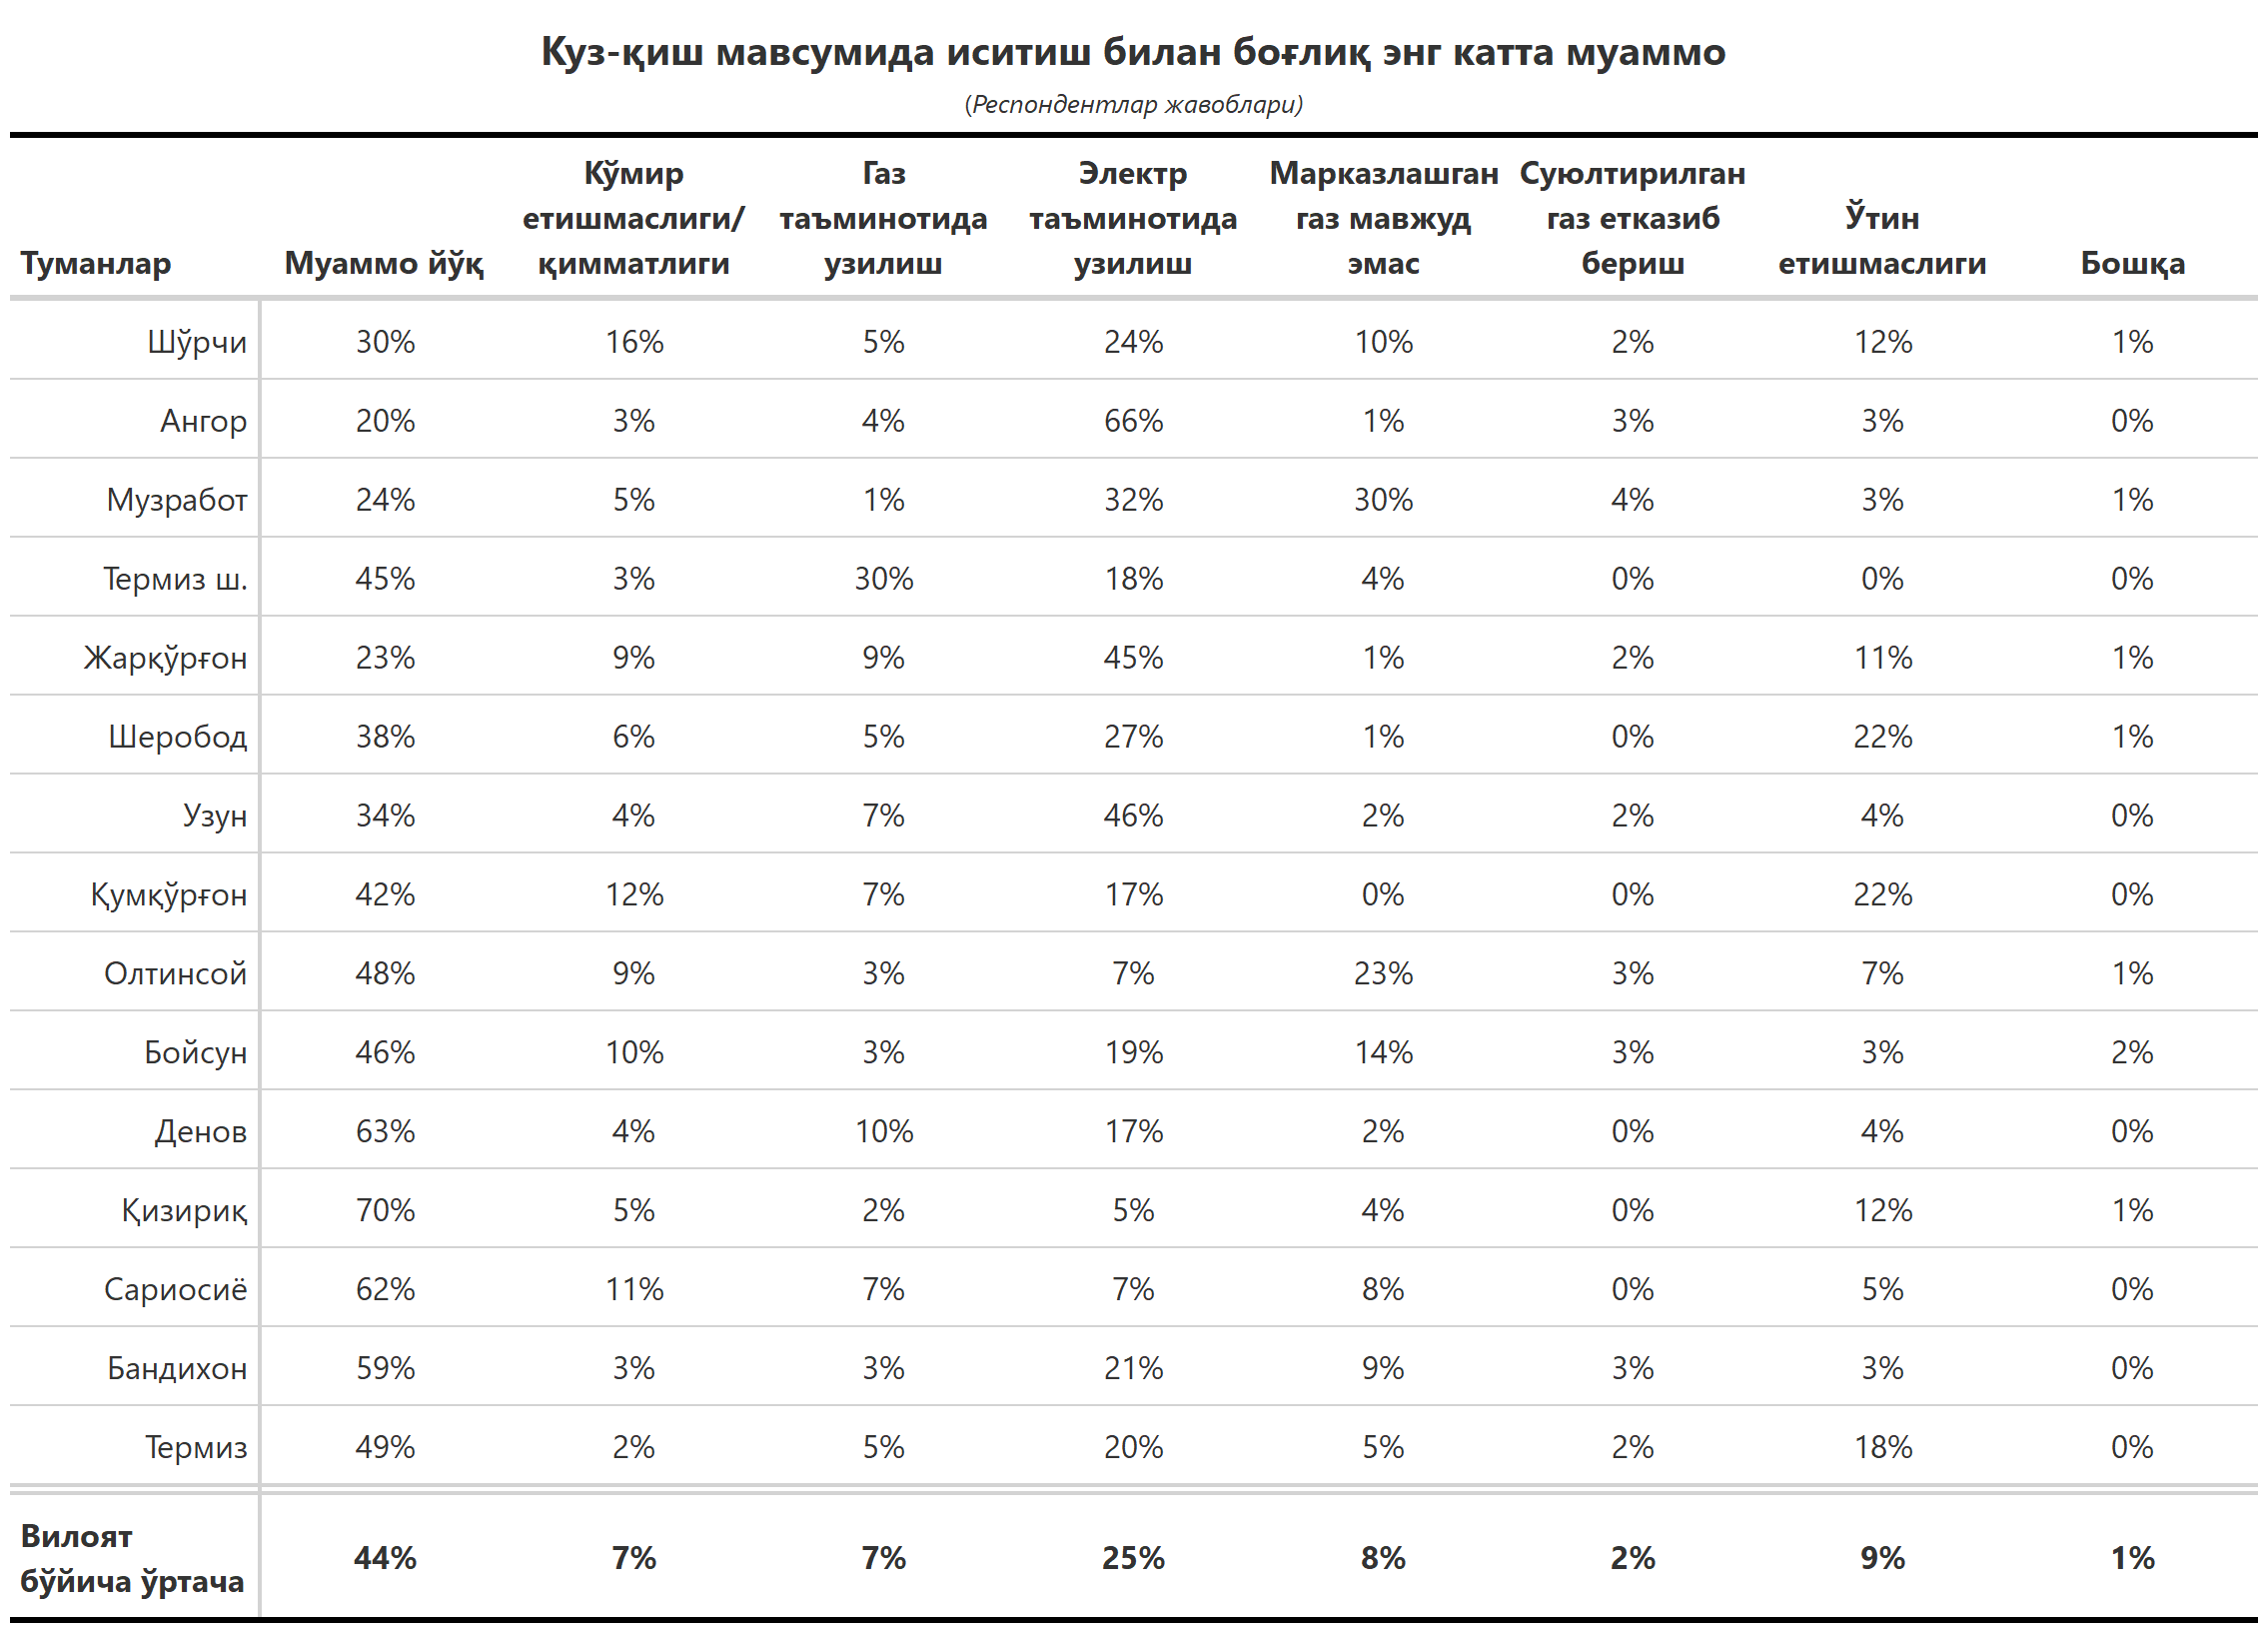 Куз-қиш мавсумида иситиш билан боғлиқ энг катта муаммо
(Респондентлар жавоблари)
Туманлар Муаммо йўқ Кўмир етишмаслиги/ қимматлиги Газ таъминотида узилиш Электр таъминотида узилиш Марказлашган газ мавжуд эмас Суюлтирилган газ етказиб бериш Ўтин етишмаслиги Бошқа
Шўрчи 30% 16% 5% 24% 10% 2% 12% 1%
Ангор 20% 3% 4% 66% 1% 3% 3% 0%
Музработ 24% 5% 1% 32% 30% 4% 3% 1%
Термиз ш. 45% 3% 30% 18% 4% 0% 0% 0%
Жарқўрғон 23% 9% 9% 45% 1% 2% 11% 1%
Шеробод 38% 6% 5% 27% 1% 0% 22% 1%
Узун 34% 4% 7% 46% 2% 2% 4% 0%
Қумқўрғон 42% 12% 7% 17% 0% 0% 22% 0%
Олтинсой 48% 9% 3% 7% 23% 3% 7% 1%
Бойсун 46% 10% 3% 19% 14% 3% 3% 2%
Денов 63% 4% 10% 17% 2% 0% 4% 0%
Қизириқ 70% 5% 2% 5% 4% 0% 12% 1%
Сариосиё 62% 11% 7% 7% 8% 0% 5% 0%
Бандихон 59% 3% 3% 21% 9% 3% 3% 0%
Термиз 49% 2% 5% 20% 5% 2% 18% 0%
Вилоят бўйича ўртача 44% 7% 7% 25% 8% 2% 9% 1%